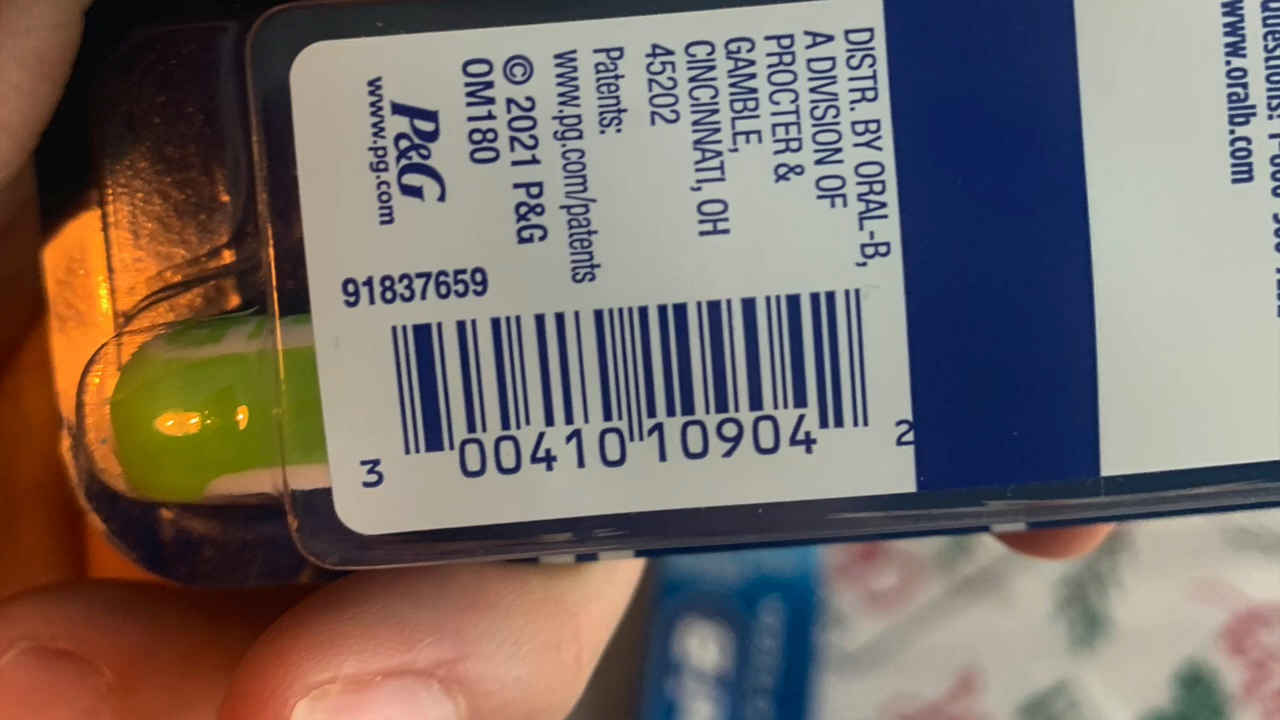 DISTR. BY ORAL-B,
A DIVISION OF
PROCTER &
GAMBLE,
CINCINNATI, OH
45202
Patents:
www.pg.com/patents
© 2021 P&G
0M180
P&G
www.pg.com
91837659
3 00410 10904 2
www.oralb.com